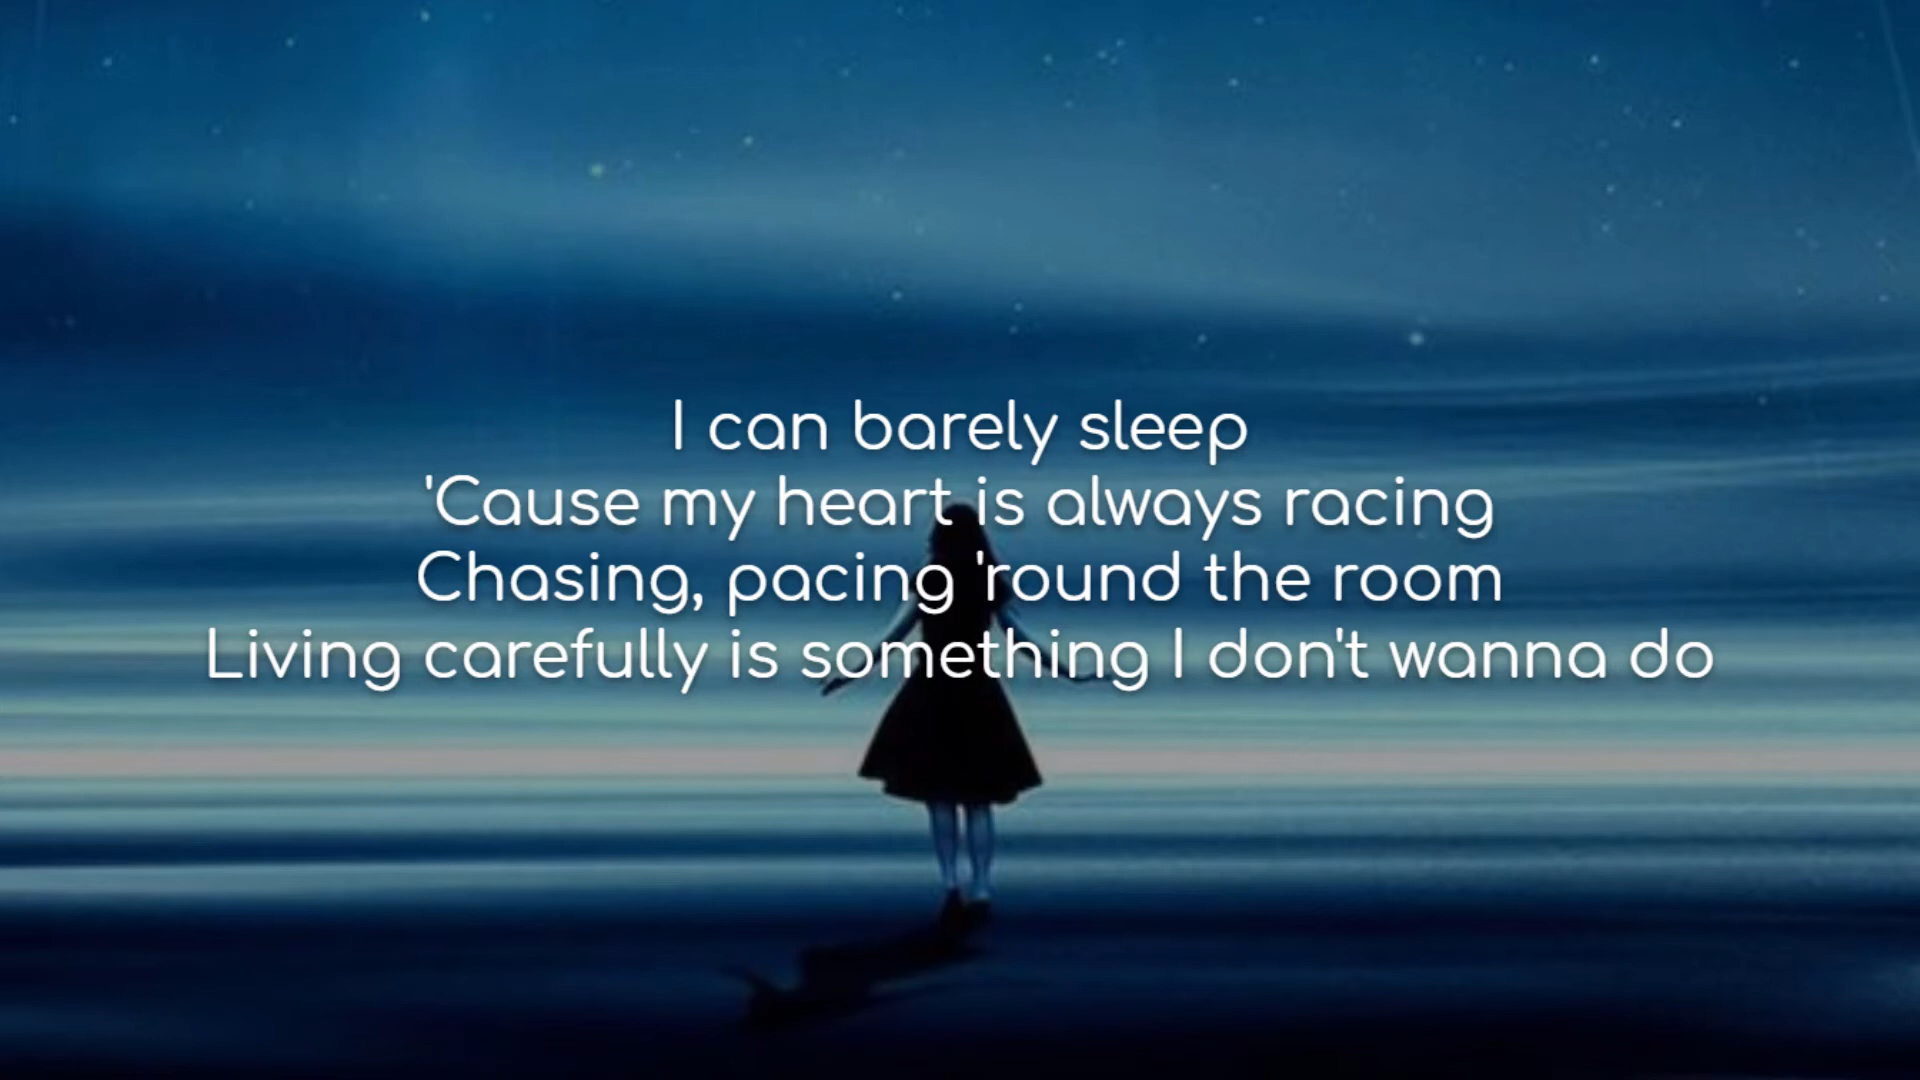 I can barely sleep
'Cause my heart is always racing
Chasing, pacing 'round the room
Living carefully is something I don't wanna do